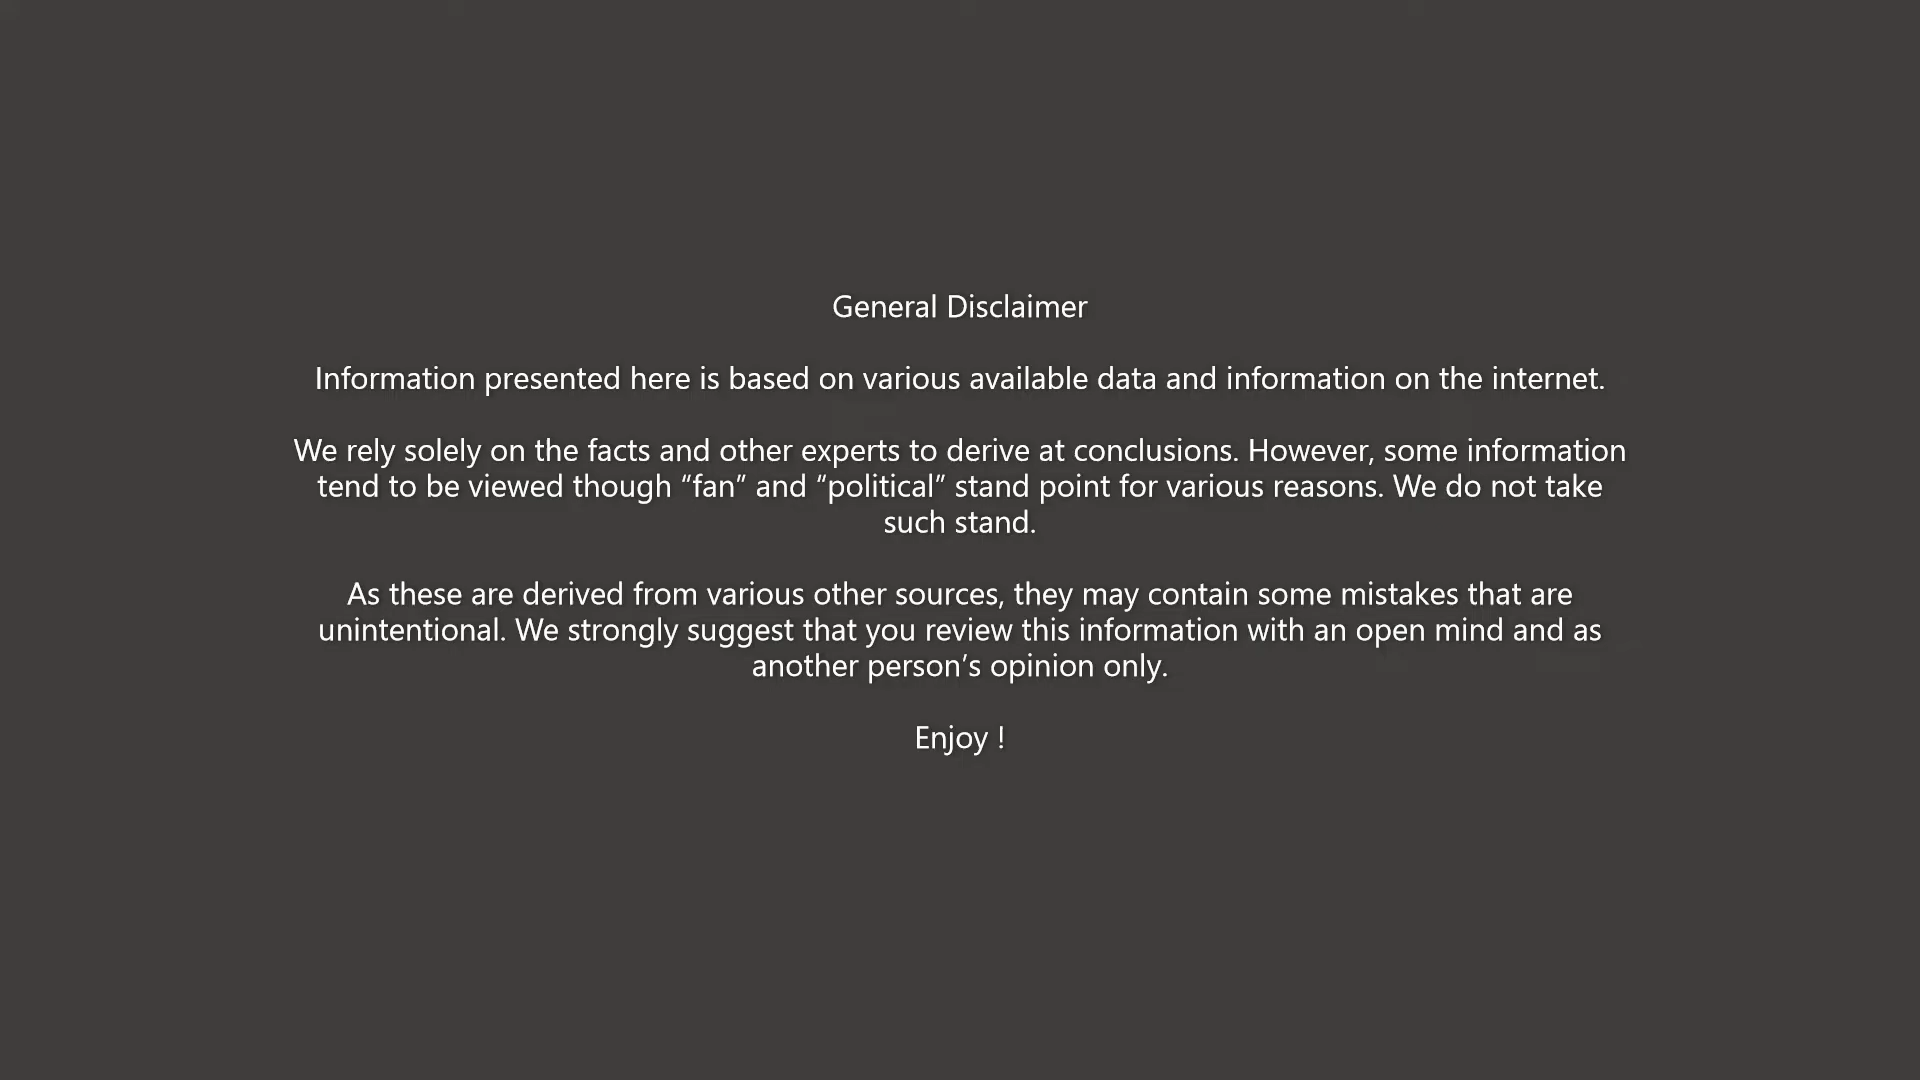 General Disclaimer
Information presented here is based on various available data and information on the internet.
We rely solely on the facts and other experts to derive at conclusions. However, some information
tend to be viewed though “fan” and “political” stand point for various reasons. We do not take
such stand.
As these are derived from various other sources, they may contain some mistakes that are
unintentional. We strongly suggest that you review this information with an open mind and as
another person’s opinion only.
Enjoy !